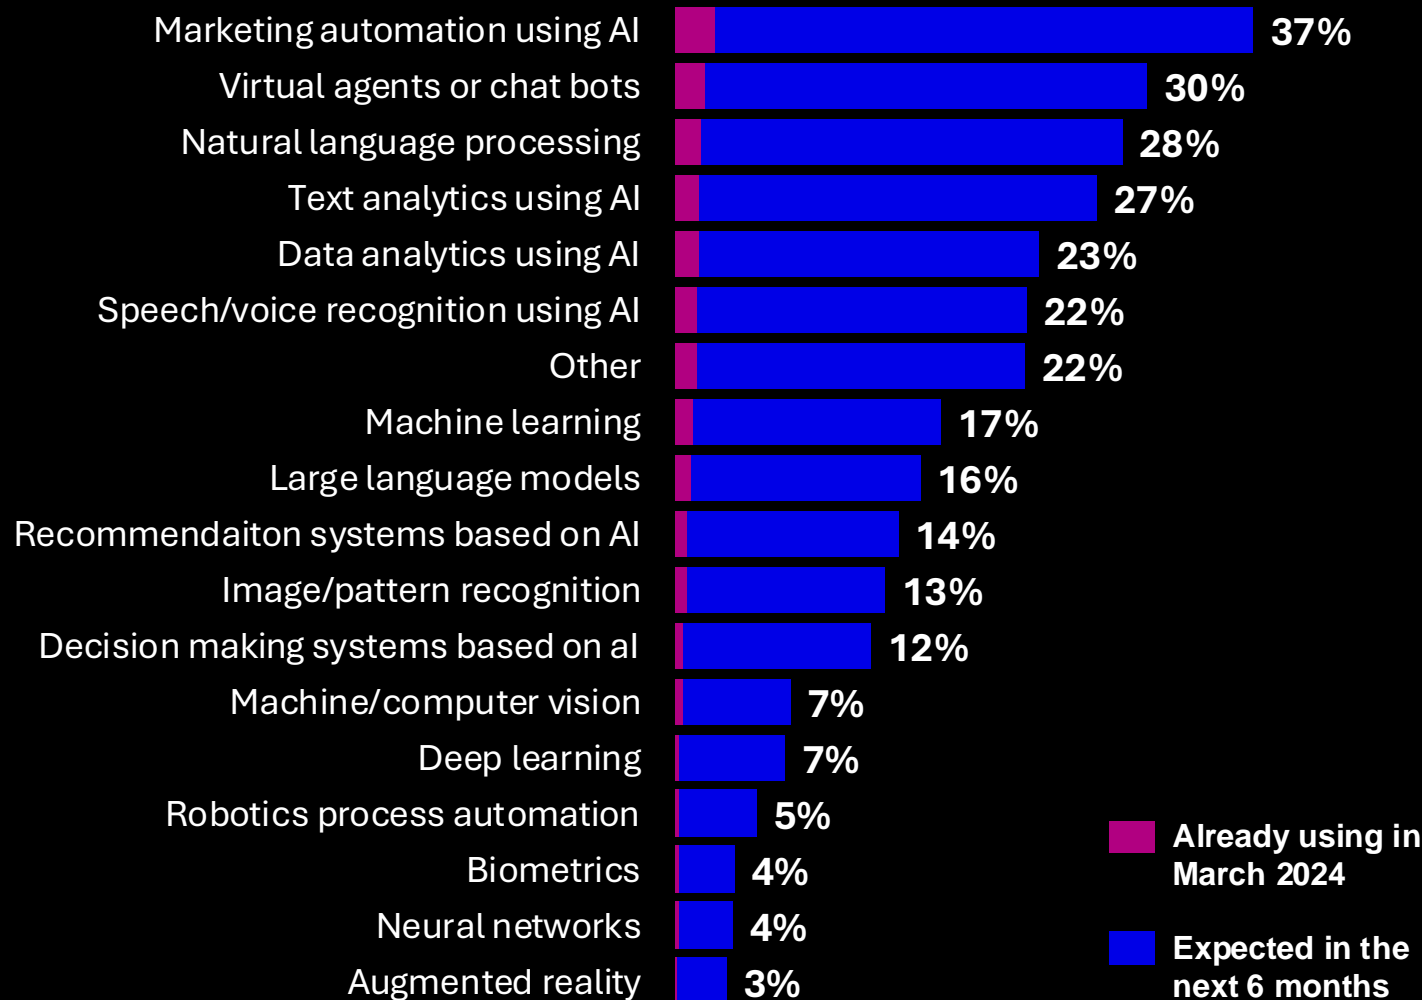 Marketing automation using AI 37%
Virtual agents or chat bots 30%
Natural language processing 28%
Text analytics using AI 27%
Data analytics using AI 23%
Speech/voice recognition using AI 22%
Other 22%
Machine learning 17%
Large language models 16%
Recommendaiton systems based on AI 14%
Image/pattern recognition 13%
Decision making systems based on aI 12%
Machine/computer vision 7%
Deep learning 7%
Robotics process automation 5%
Biometrics 4%
Neural networks 4%
Augmented reality 3%
Already using in
March 2024
Expected in the
next 6 months